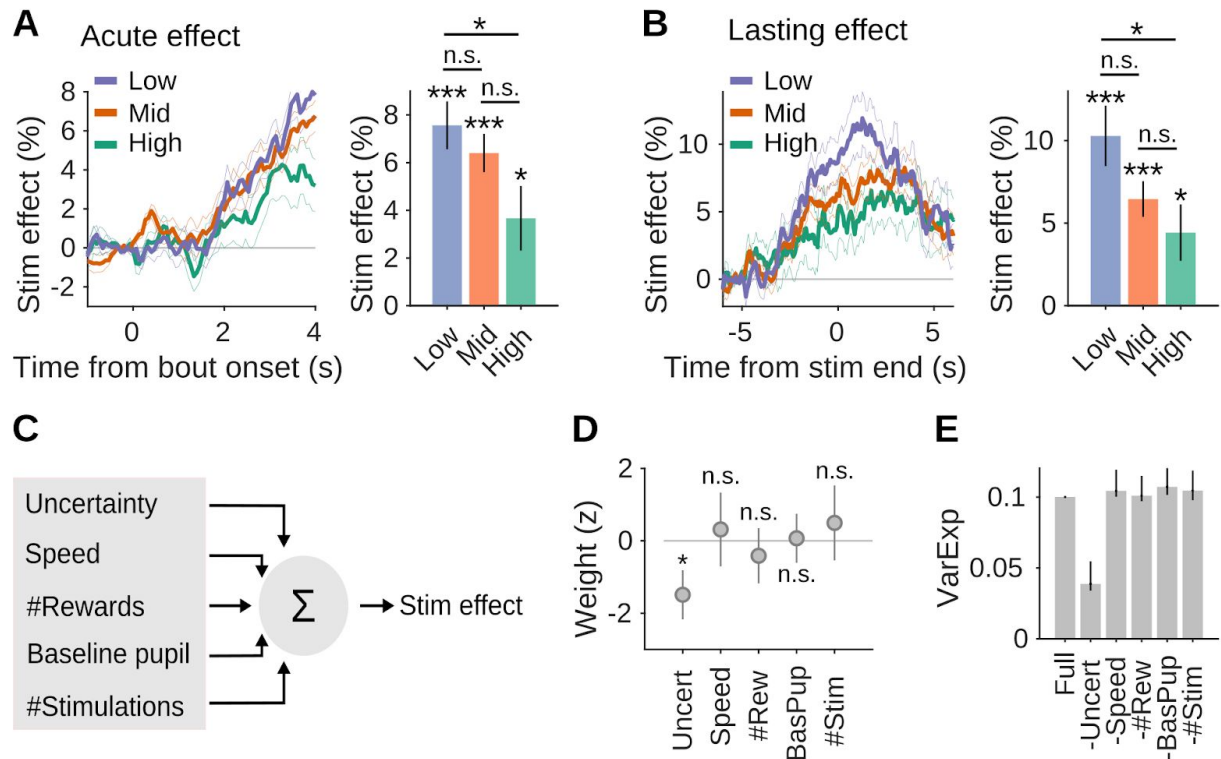 A
Acute effect
Low
Mid
High
Stim effect (%)
8
6
4
2
0
-2
0
2
4
Time from bout onset (s)
*
n.s.
n.s.
***
***
*
Stim effect (%)
8
6
4
2
0
Low
Mid
High
B
Lasting effect
Low
Mid
High
Stim effect (%)
10
5
0
-5
0
5
Time from stim end (s)
*
n.s.
***
n.s.
***
*
Stim effect (%)
10
5
0
Low
Mid
High
C
Uncertainty
Speed
#Rewards
Baseline pupil
#Stimulations
Σ
Stim effect
D
Weight (z)
2
0
-2
*
n.s.
n.s.
n.s.
n.s.
Uncert
Speed
#Rew
BasPup
#Stim
E
VarExp
0.1
0.05
0
Full
-Uncert
-Speed
-#Rew
-BasPup
-#Stim